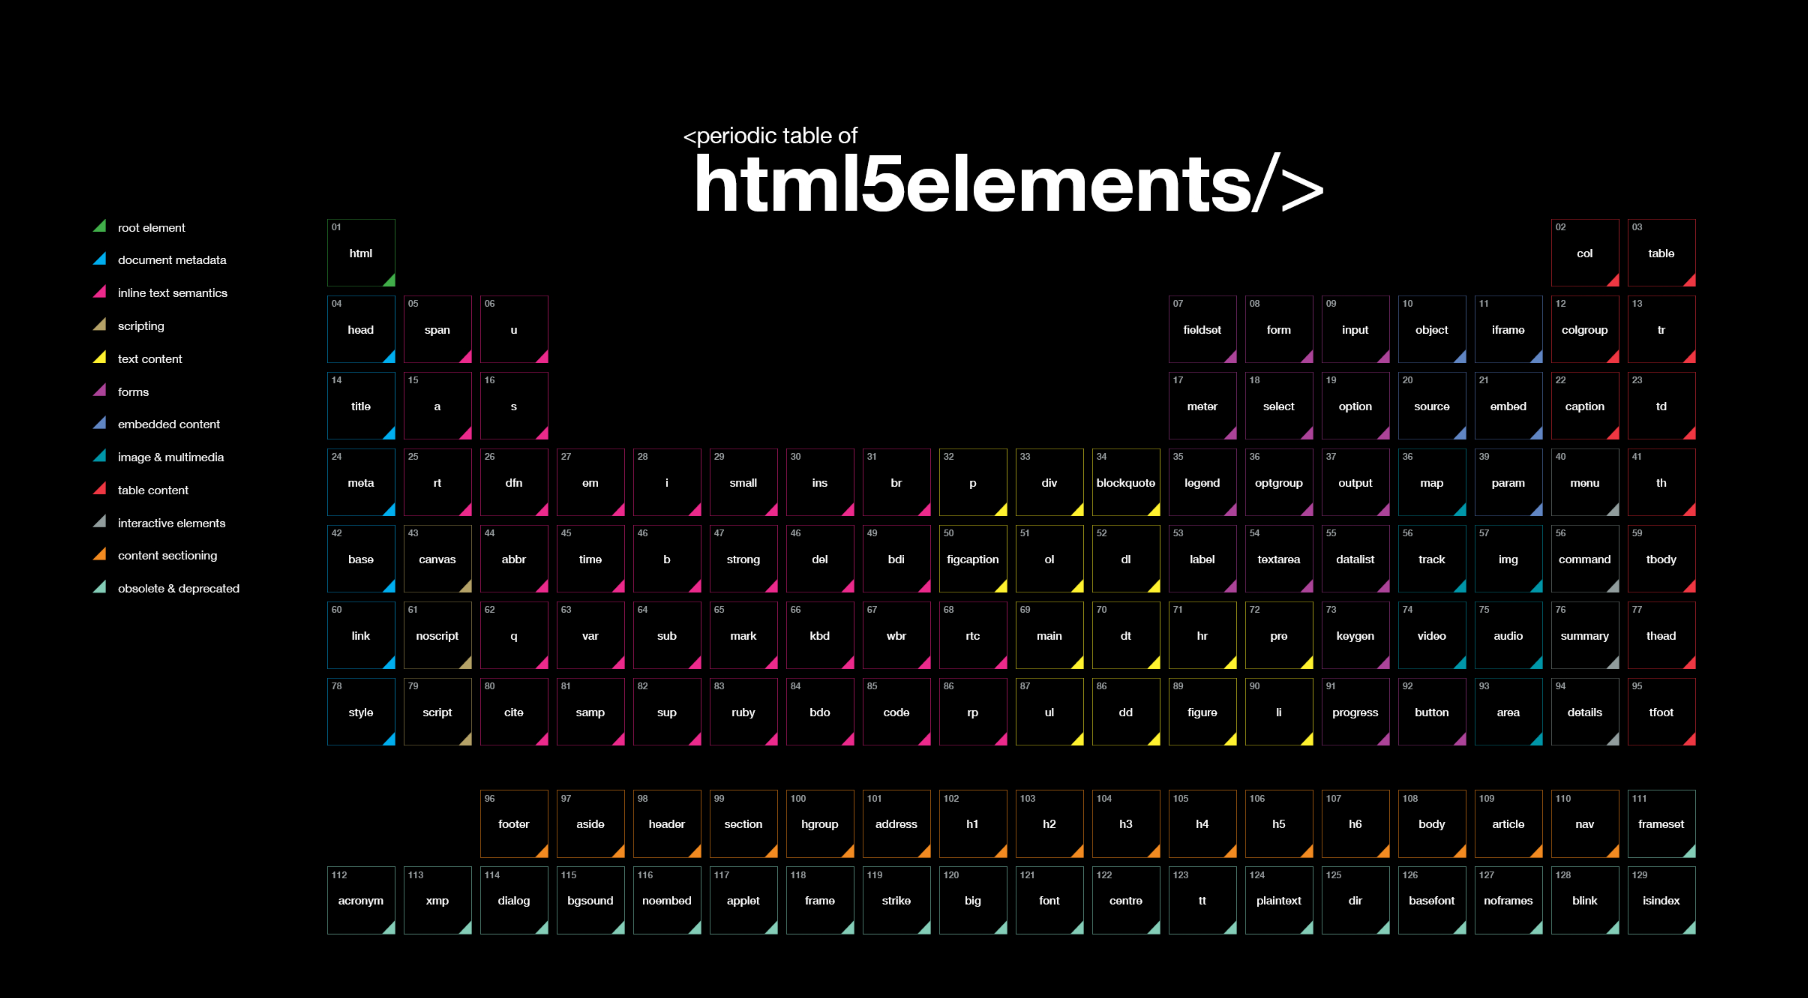 <periodic table of
html5elements/>
root element
document metadata
inline text semantics
scripting
text content
forms
embedded content
image & multimedia
table content
interactive elements
content sectioning
obsolete & deprecated
01 02 03
html col table
04 05 06 07 08 09 10 11 12 13
head span u fieldset form input object iframe colgroup tr
14 15 16 17 18 19 20 21 22 23
title a s meter select option source embed caption td
24 25 26 27 28 29 30 31 32 33 34 35 36 37 36 39 40 41
meta rt dfn em i small ins br p div blockquote legend optgroup output map param menu th
42 43 44 45 46 47 46 49 50 51 52 53 54 55 56 57 56 59
base canvas abbr time b strong del bdi figcaption ol dl label textarea datalist track img command tbody
60 61 62 63 64 65 66 67 68 69 70 71 72 73 74 75 76 77
link noscript q var sub mark kbd wbr rtc main dt hr pre keygen video audio summary thead
78 79 80 81 82 83 84 85 86 87 86 89 90 91 92 93 94 95
style script cite samp sup ruby bdo code rp ul dd figure li progress button area details tfoot
96 97 98 99 100 101 102 103 104 105 106 107 108 109 110 111
footer aside header section hgroup address h1 h2 h3 h4 h5 h6 body article nav frameset
112 113 114 115 116 117 118 119 120 121 122 123 124 125 126 127 128 129
acronym xmp dialog bgsound noembed applet frame strike big font centre tt plaintext dir basefont noframes blink isindex